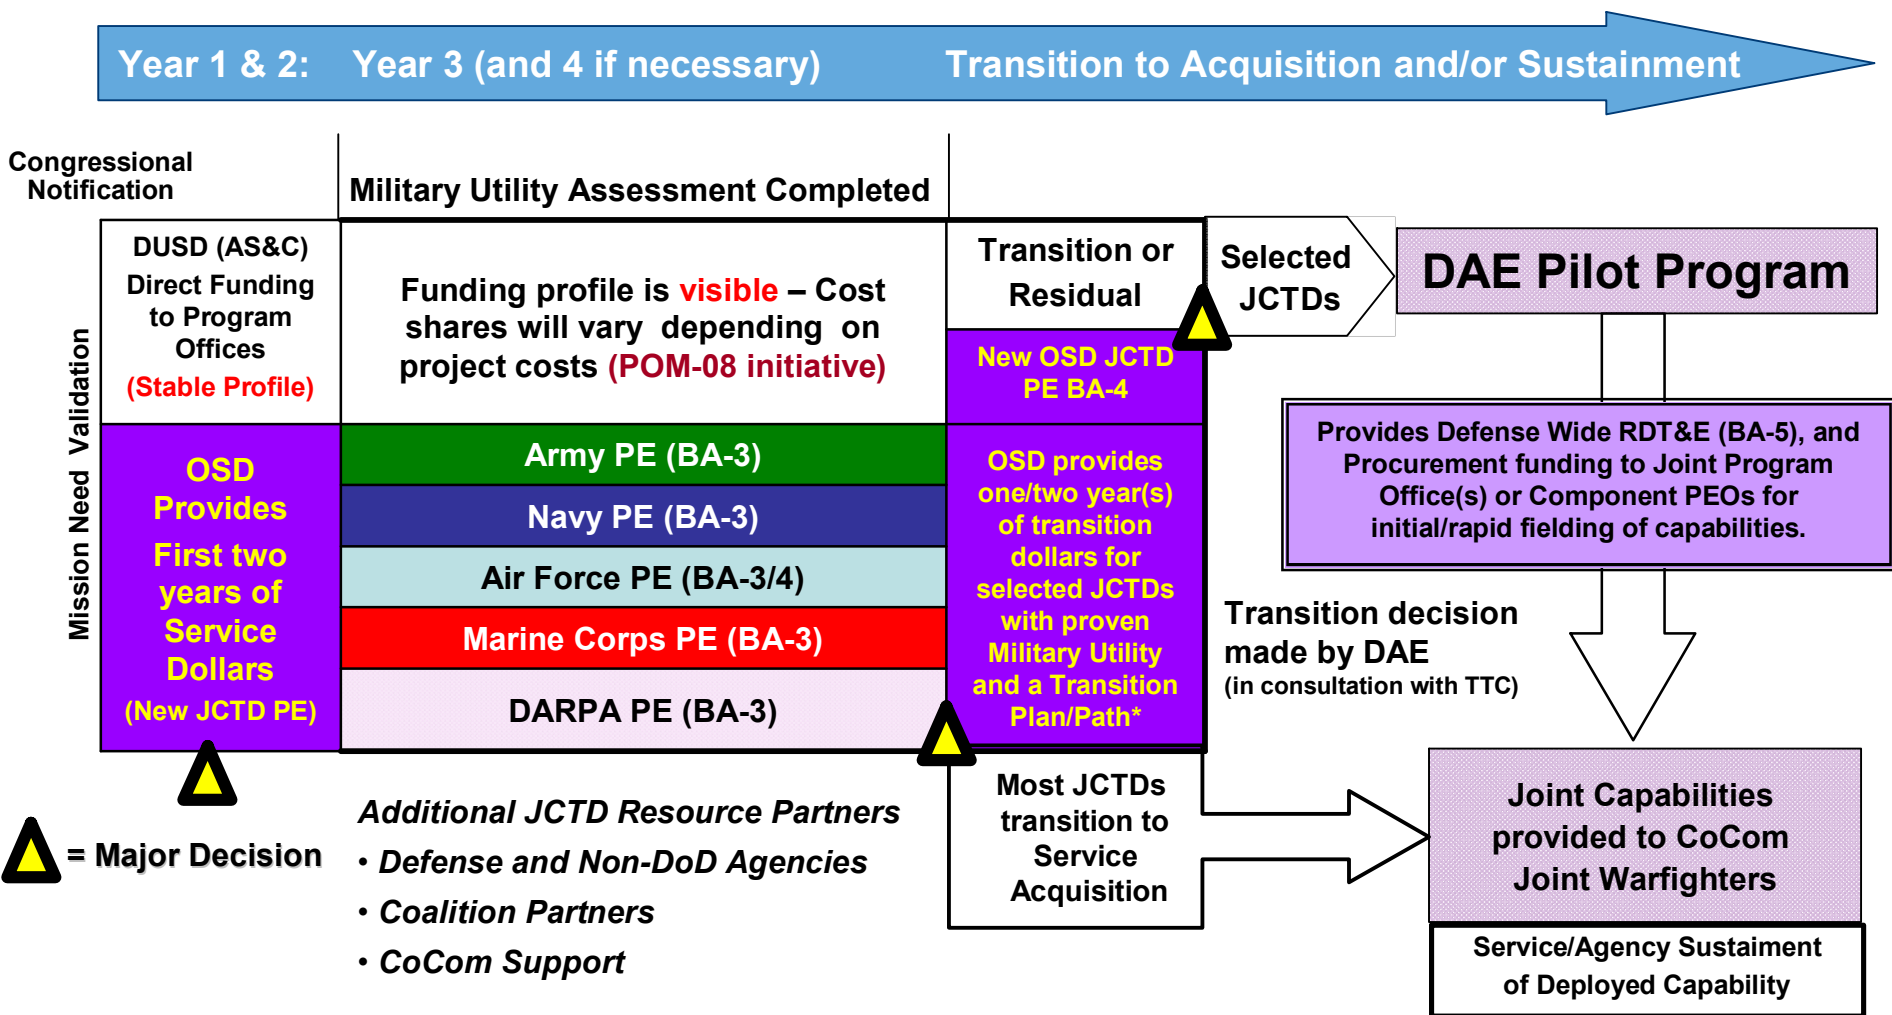 Year 1 & 2: Year 3 (and 4 if necessary) Transition to Acquisition and/or Sustainment
Congressional
Notification
Military Utility Assessment Completed
Mission Need Validation
DUSD (AS&C)
Direct Funding
to Program
Offices
(Stable Profile)
OSD
Provides
First two
years of
Service
Dollars
(New JCTD PE)
Funding profile is visible – Cost
shares will vary depending on
project costs (POM-08 initiative)
Army PE (BA-3)
Navy PE (BA-3)
Air Force PE (BA-3/4)
Marine Corps PE (BA-3)
DARPA PE (BA-3)
Transition or
Residual
New OSD JCTD
PE BA-4
OSD provides
one/two year(s)
of transition
dollars for
selected JCTDs
with proven
Military Utility
and a Transition
Plan/Path*
Selected
JCTDs
DAE Pilot Program
Provides Defense Wide RDT&E (BA-5), and
Procurement funding to Joint Program
Office(s) or Component PEOs for
initial/rapid fielding of capabilities.
Transition decision
made by DAE
(in consultation with TTC)
Most JCTDs
transition to
Service
Acquisition
Joint Capabilities
provided to CoCom
Joint Warfighters
Service/Agency Sustaiment
of Deployed Capability
= Major Decision
Additional JCTD Resource Partners
• Defense and Non-DoD Agencies
• Coalition Partners
• CoCom Support